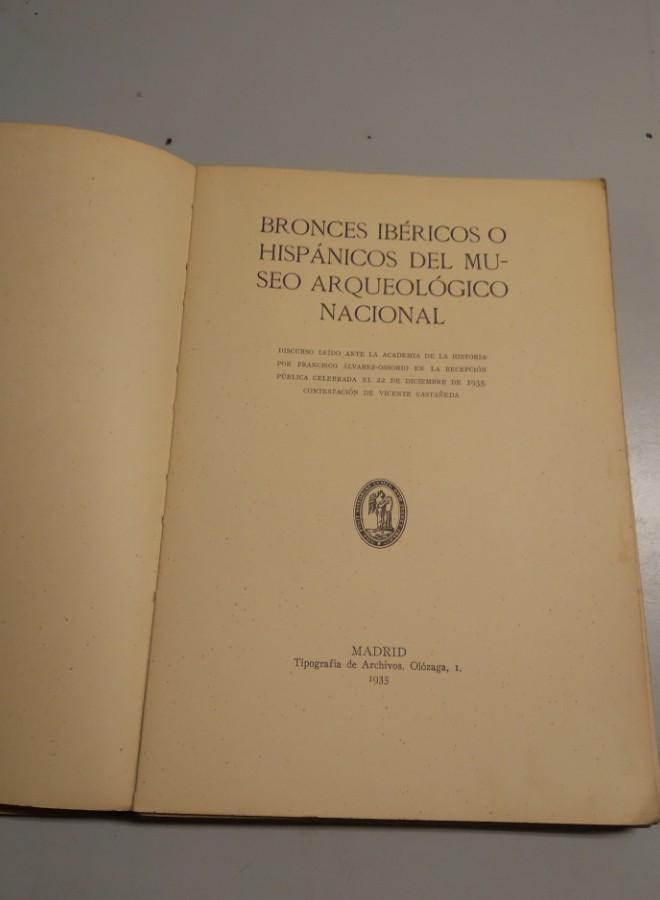 BRONCES IBÉRICOS O
HISPÁNICOS DEL MU-
SEO ARQUEOLÓGICO
NACIONAL
DISCURSO LEÍDO ANTE LA ACADEMIA DE LA HISTORIA
POR FRANCISCO ÁLVAREZ-OSSORIO EN LA RECEPCIÓN
PÚBLICA CELEBRADA EL 22 DE DICIEMBRE DE 1935.
CONTESTACIÓN DE VICENTE CASTAÑEDA
MADRID
Tipografía de Archivos. Olózaga, 1.
1935